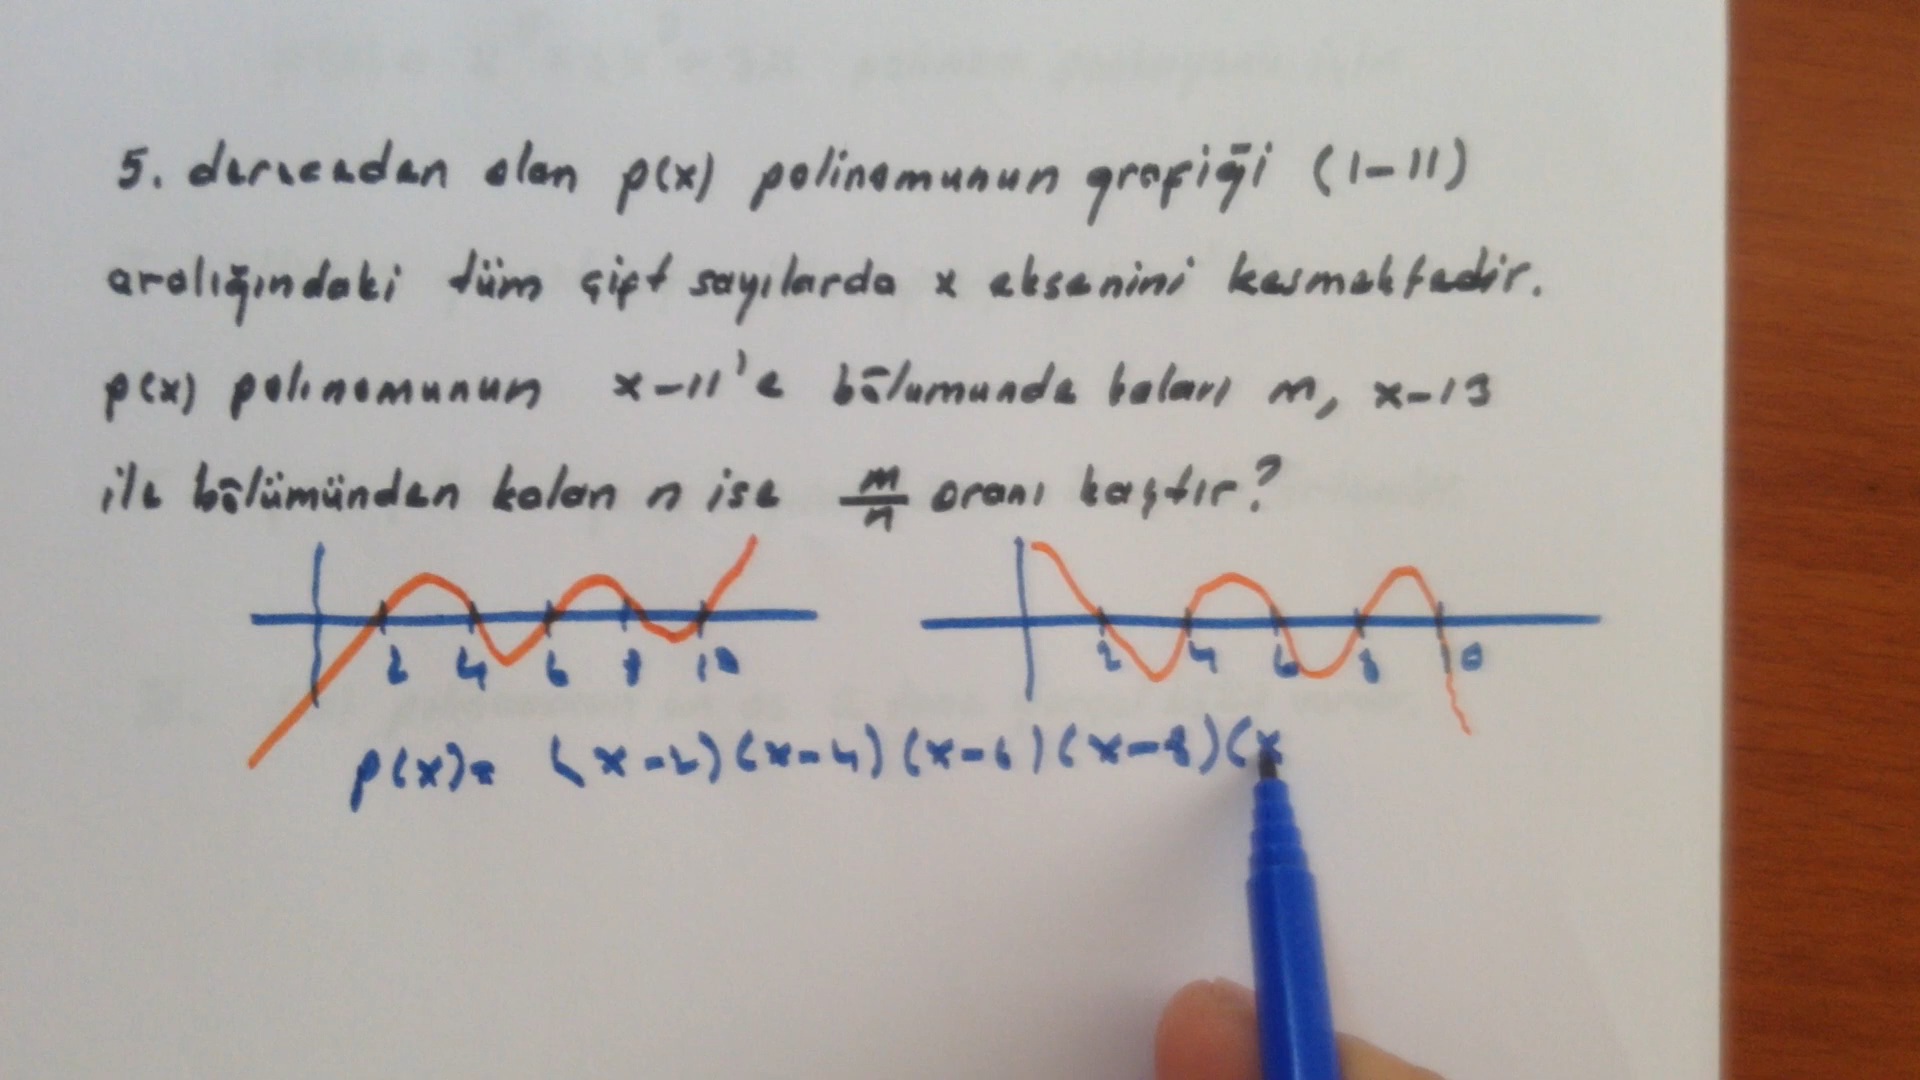 5. dereceden olan p(x) polinomunun grafiği (1-11)
aralığındaki tüm çift sayılarda x eksenini kesmektedir.
p(x) polinomunun x-11'e bölümünde kalanı m, x-13
ile bölümünden kalan n ise m/n oranı kaçtır?
2 4 6 8 10
2 4 6 8 10
p(x)= (x-2)(x-4)(x-6)(x-8)(x